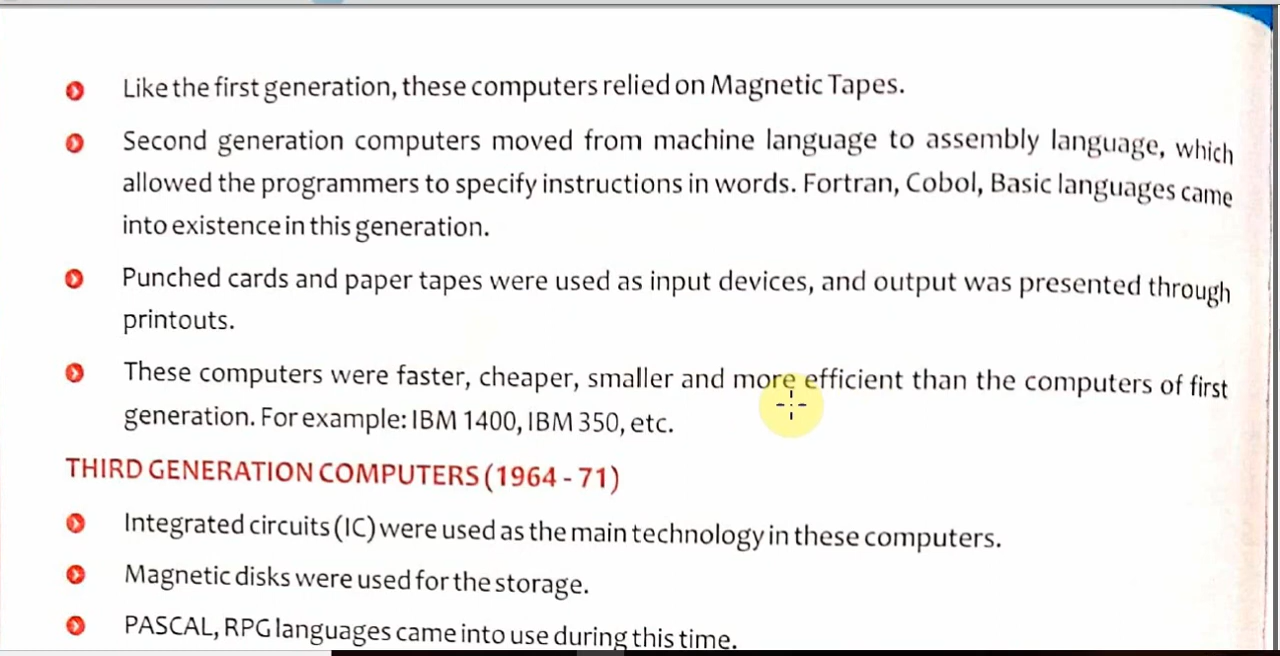 Like the first generation, these computers relied on Magnetic Tapes.
Second generation computers moved from machine language to assembly language, which
allowed the programmers to specify instructions in words. Fortran, Cobol, Basic languages came
into existence in this generation.
Punched cards and paper tapes were used as input devices, and output was presented through
printouts.
These computers were faster, cheaper, smaller and more efficient than the computers of first
generation. For example: IBM 1400, IBM 350, etc.
THIRD GENERATION COMPUTERS (1964 - 71)
Integrated circuits (IC) were used as the main technology in these computers.
Magnetic disks were used for the storage.
PASCAL, RPG languages came into use during this time.